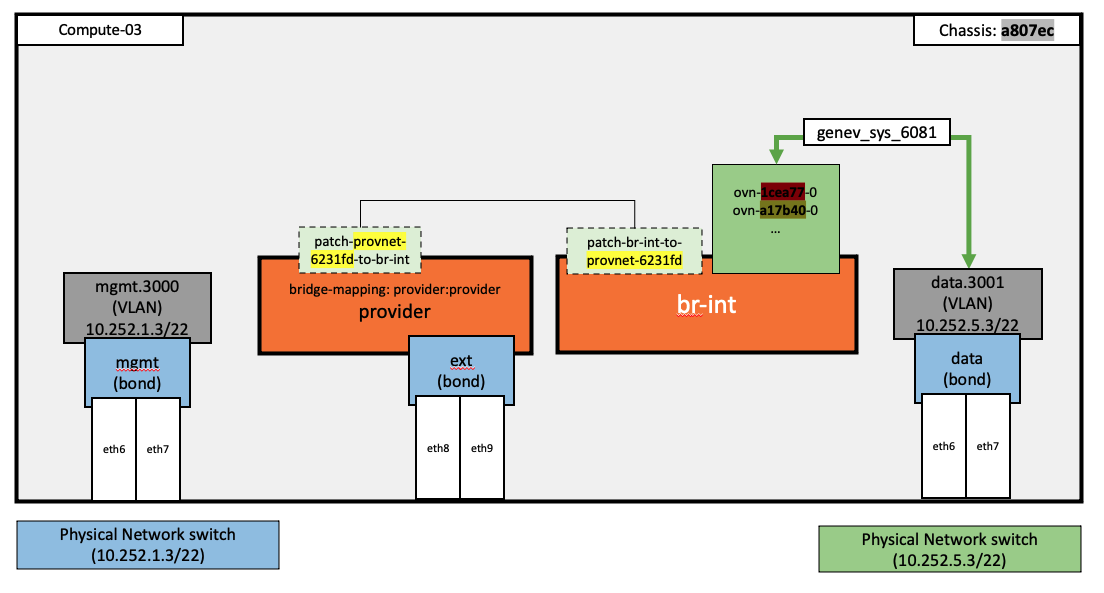 Compute-03
Chassis: a807ec
genev_sys_6081
ovn-1cea77-0
ovn-a17b40-0
...
patch-provnet-
6231fd-to-br-int
patch-br-int-to-
provnet-6231fd
bridge-mapping: provider:provider
provider
br-int
mgmt.3000
(VLAN)
10.252.1.3/22
data.3001
(VLAN)
10.252.5.3/22
mgmt
(bond)
ext
(bond)
data
(bond)
eth6
eth7
eth8
eth9
eth6
eth7
Physical Network switch
(10.252.1.3/22)
Physical Network switch
(10.252.5.3/22)